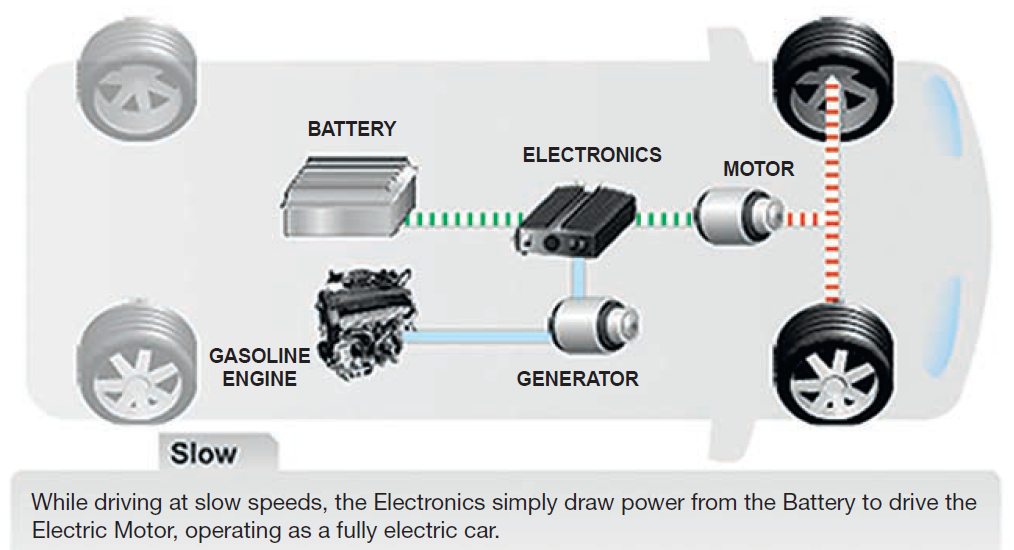 BATTERY
ELECTRONICS
MOTOR
GASOLINE
ENGINE
GENERATOR
Slow
While driving at slow speeds, the Electronics simply draw power from the Battery to drive the
Electric Motor, operating as a fully electric car.